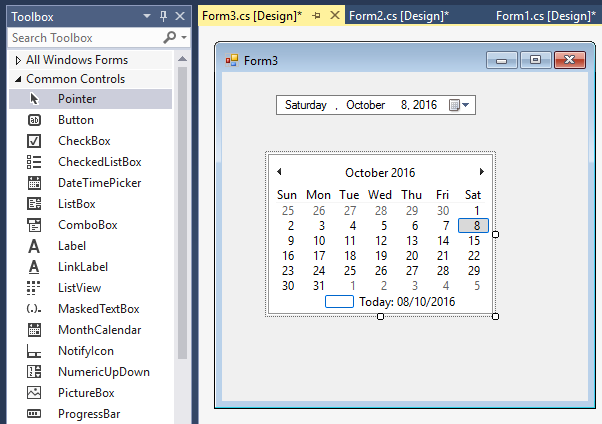 Toolbox
Search Toolbox
All Windows Forms
Common Controls
Pointer
Button
CheckBox
CheckedListBox
DateTimePicker
ListBox
ComboBox
Label
LinkLabel
ListView
MaskedTextBox
MonthCalendar
NotifyIcon
NumericUpDown
PictureBox
ProgressBar
Form3.cs [Design]* Form2.cs [Design]* Form1.cs [Design]*
Form3
Saturday , October 8, 2016
October 2016
Sun Mon Tue Wed Thu Fri Sat
25 26 27 28 29 30 1
2 3 4 5 6 7 8
9 10 11 12 13 14 15
16 17 18 19 20 21 22
23 24 25 26 27 28 29
30 31 1 2 3 4 5
Today: 08/10/2016